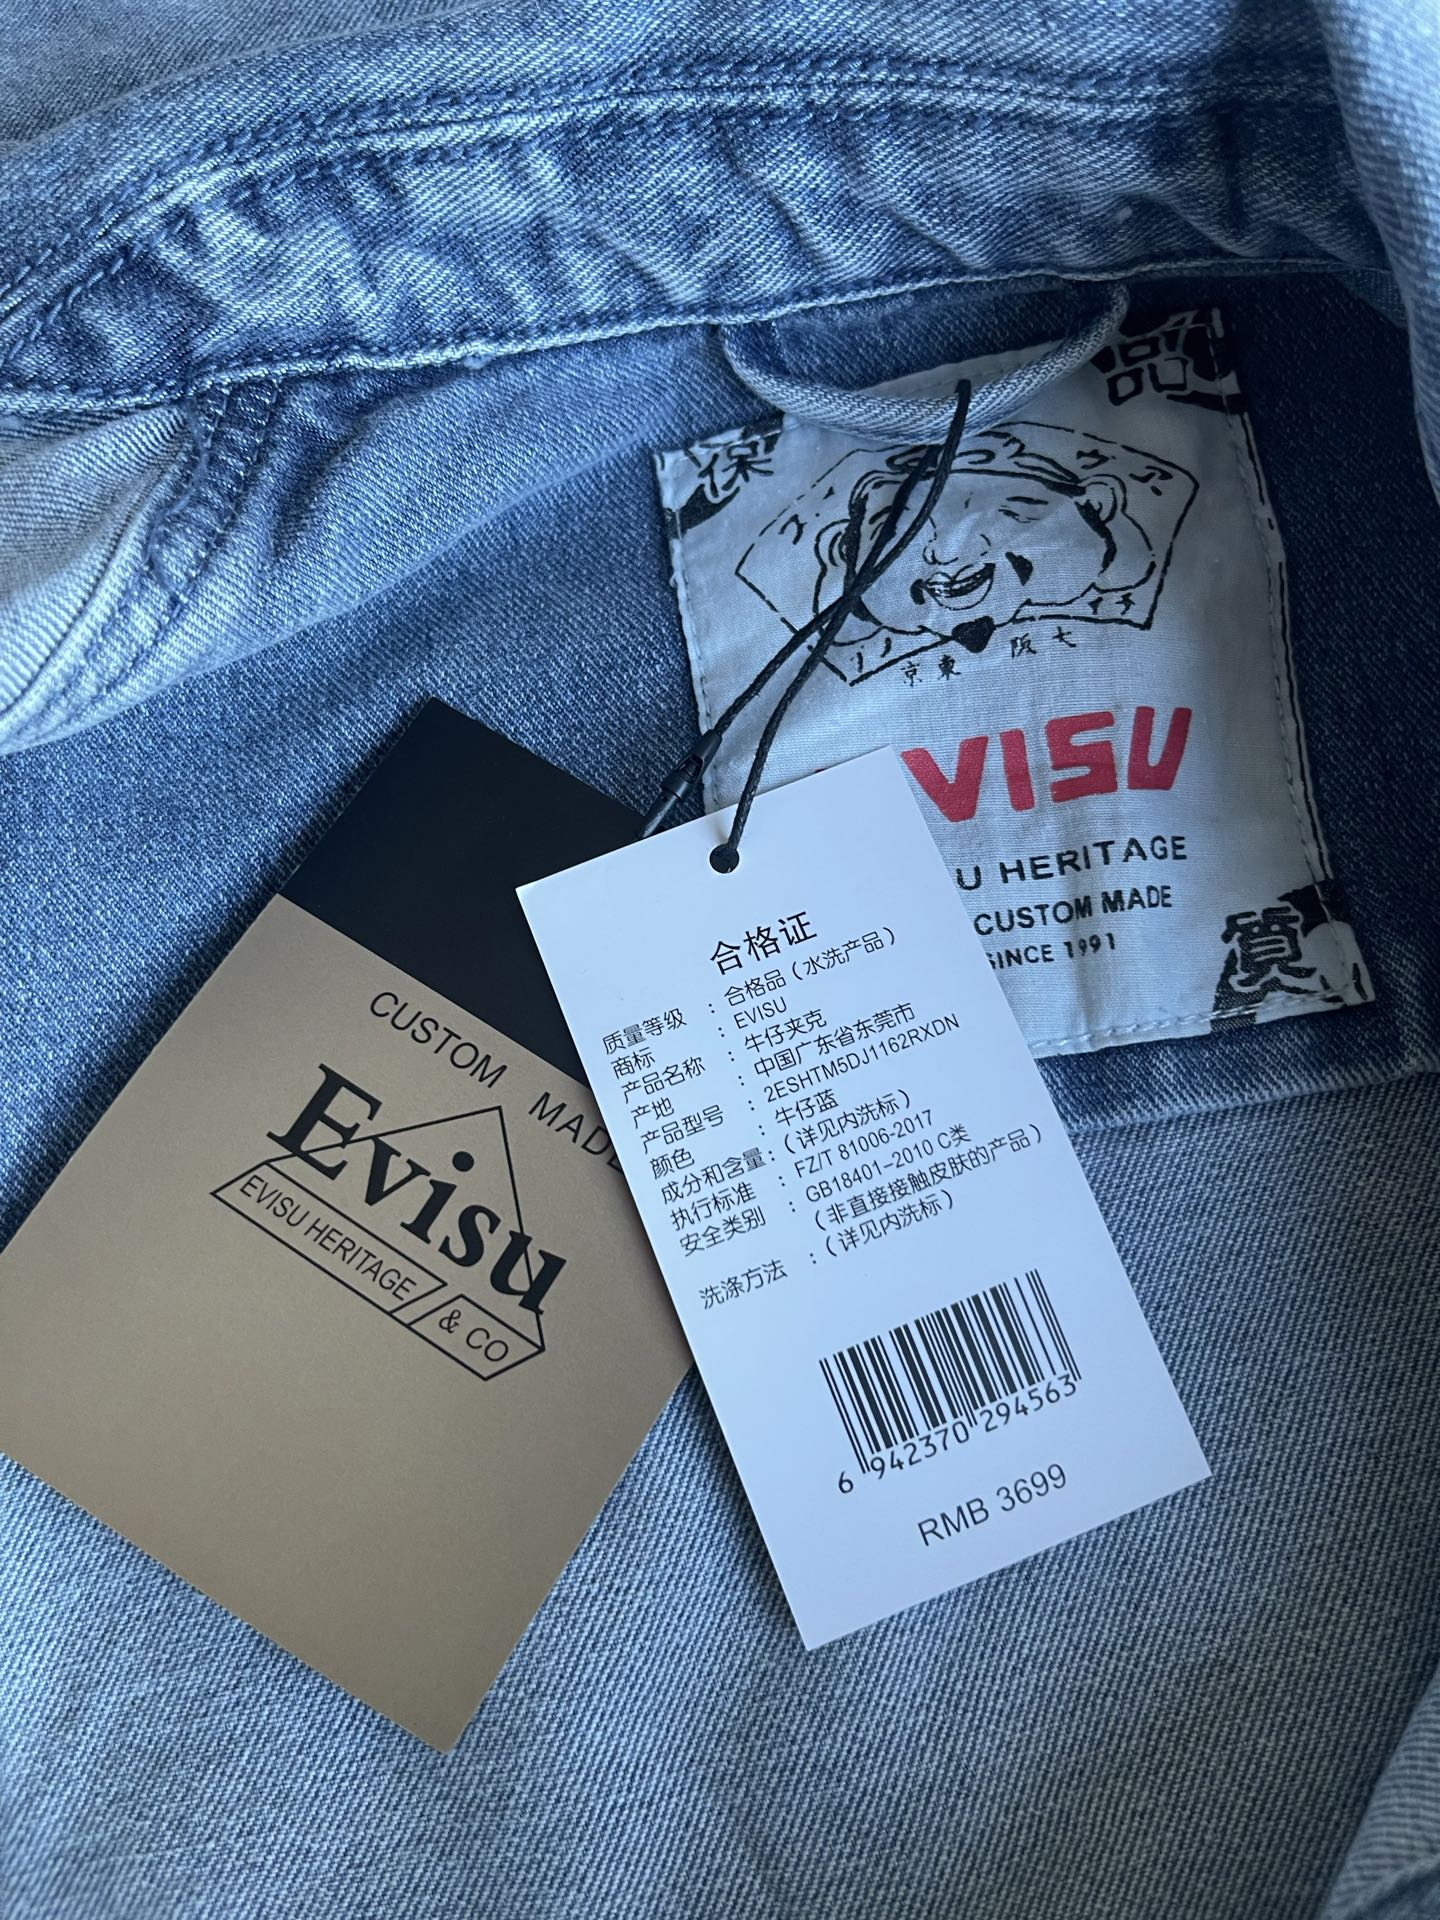 保
品
大
阪
東
京
VISU
U HERITAGE
CUSTOM MADE
SINCE 1991
質
CUSTOM MADE
Evisu
EVISU HERITAGE
& CO
合格证
质量等级 : 合格品 (水洗产品)
商标 : EVISU
产品名称 : 牛仔夹克
产地 : 中国广东省东莞市
产品型号 : 2ESHTM5DJ1162RXDN
颜色 : 牛仔蓝
成分和含量 : (详见内洗标)
执行标准 : FZ/T 81006-2017
安全类别 : GB18401-2010 C类
(非直接接触皮肤的产品)
洗涤方法 : (详见内洗标)
6 942370 294563
RMB 3699